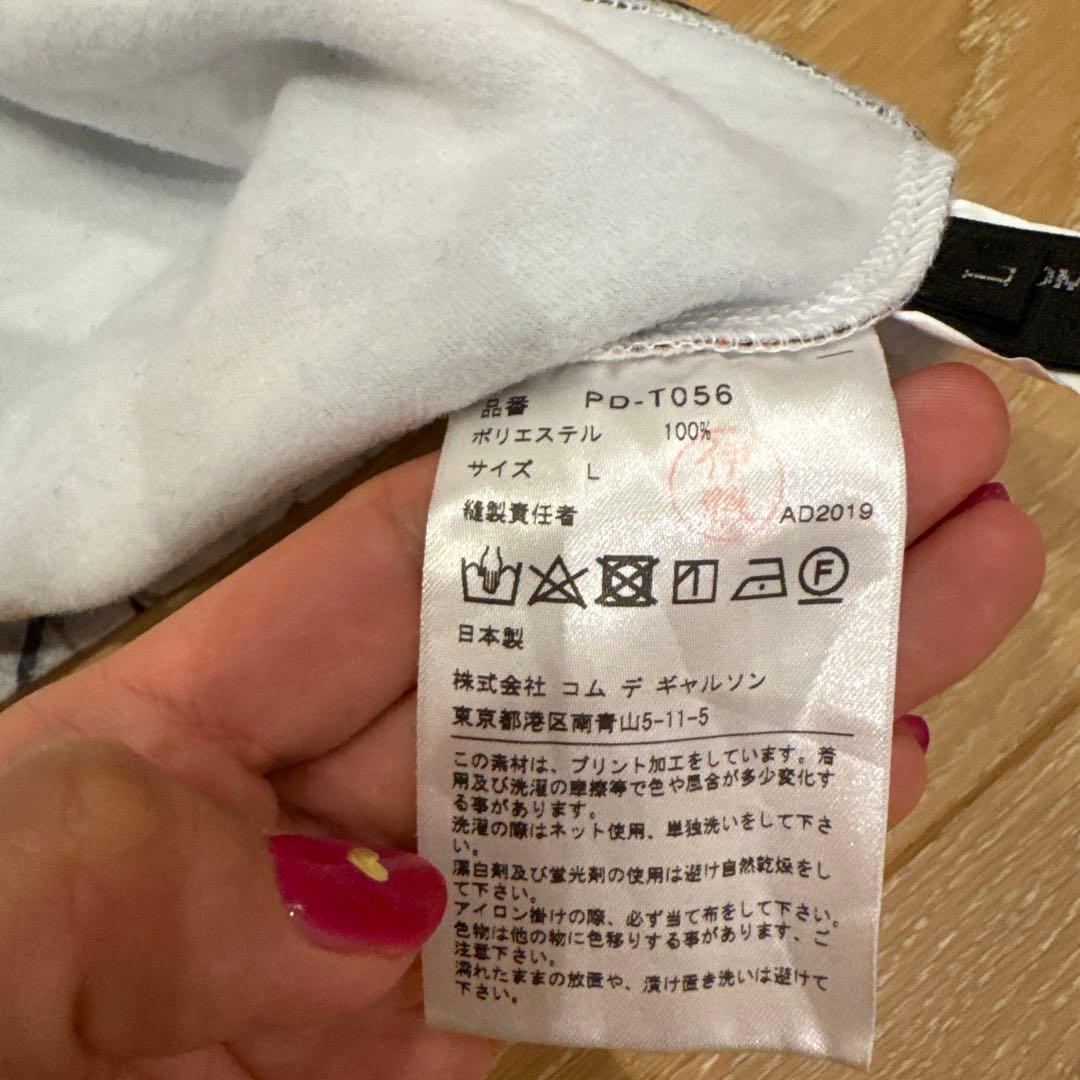 L
品番 PD-T056
ポリエステル 100%
サイズ L
縫製責任者 AD2019
F
日本製
株式会社 コム デ ギャルソン
東京都港区南青山5-11-5
この素材は、プリント加工をしています。着
用及び洗濯の摩擦等で色や風合が多少変化す
る事があります。
洗濯の際はネット使用、単独洗いをして下さ
い。
漂白剤及び蛍光剤の使用は避け自然乾燥をし
て下さい。
アイロン掛けの際、必ず当て布をして下さい。
色物は他の物に色移りする事があります、ご
注意下さい。
濡れたままの放置や、漬け置き洗いは避けて
下さい。